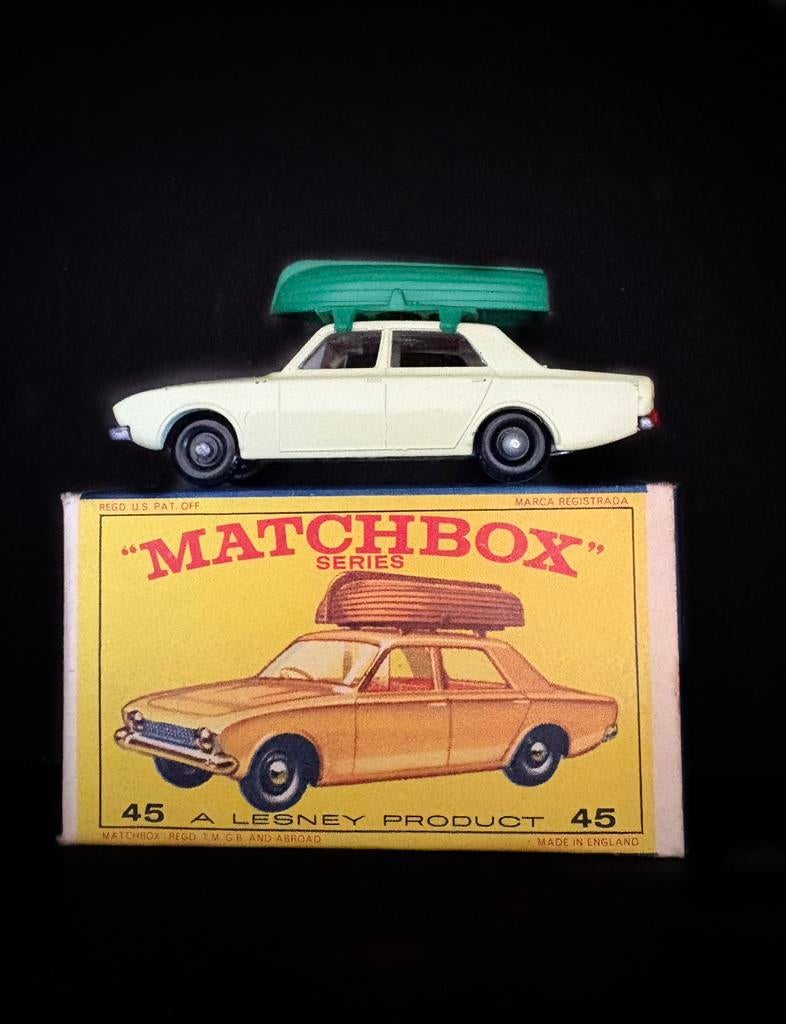 REGD U.S. PAT. OFF MARCA REGISTRADA
"MATCHBOX"
SERIES
45 A LESNEY PRODUCT 45
MATCHBOX REGD. T.M. G.B. AND ABROAD MADE IN ENGLAND